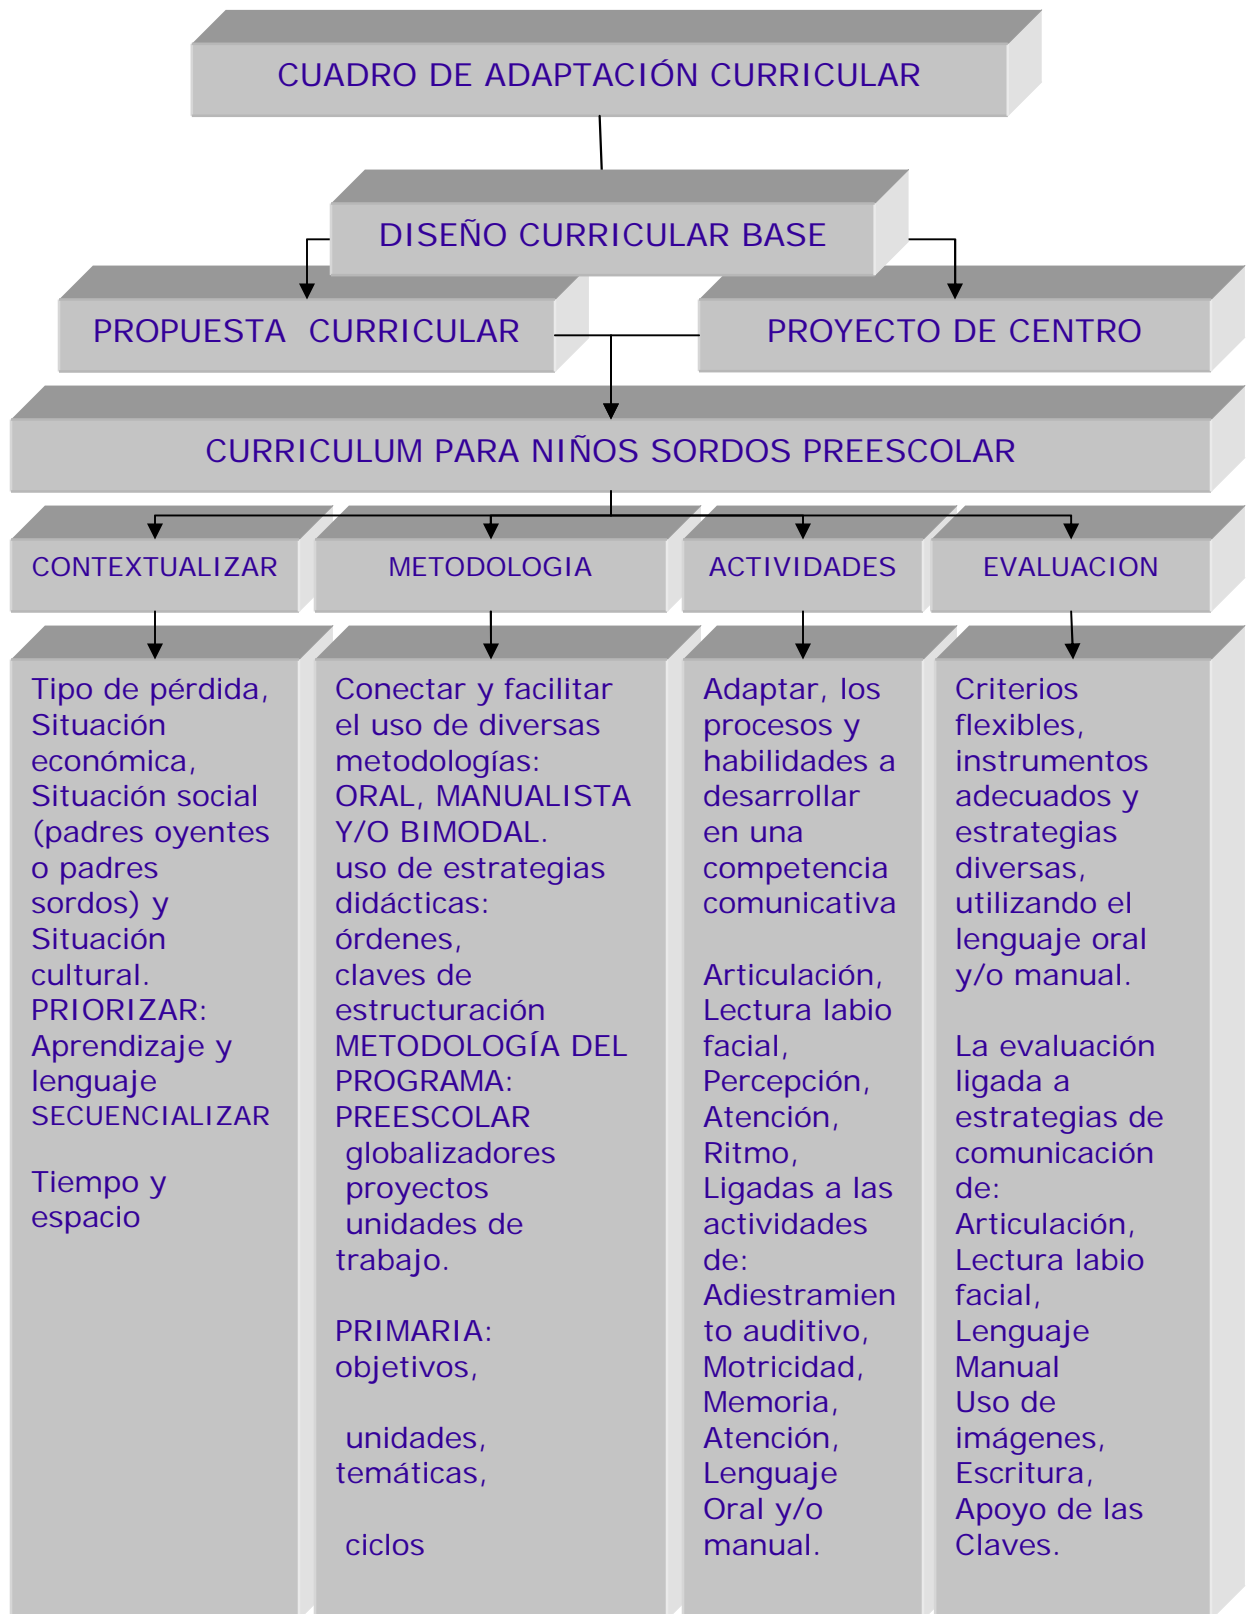 CUADRO DE ADAPTACIÓN CURRICULAR
DISEÑO CURRICULAR BASE
PROPUESTA CURRICULAR
PROYECTO DE CENTRO
CURRICULUM PARA NIÑOS SORDOS PREESCOLAR
CONTEXTUALIZAR
METODOLOGIA
ACTIVIDADES
EVALUACION
Tipo de pérdida,
Situación
económica,
Situación social
(padres oyentes
o padres
sordos) y
Situación
cultural.
PRIORIZAR:
Aprendizaje y
lenguaje
SECUENCIALIZAR
Tiempo y
espacio
Conectar y facilitar
el uso de diversas
metodologías:
ORAL, MANUALISTA
Y/O BIMODAL.
uso de estrategias
didácticas:
órdenes,
claves de
estructuración
METODOLOGÍA DEL
PROGRAMA:
PREESCOLAR
globalizadores
proyectos
unidades de
trabajo.
PRIMARIA:
objetivos,
unidades,
temáticas,
ciclos
Adaptar, los
procesos y
habilidades a
desarrollar
en una
competencia
comunicativa
Articulación,
Lectura labio
facial,
Percepción,
Atención,
Ritmo,
Ligadas a las
actividades
de:
Adiestramien
to auditivo,
Motricidad,
Memoria,
Atención,
Lenguaje
Oral y/o
manual.
Criterios
flexibles,
instrumentos
adecuados y
estrategias
diversas,
utilizando el
lenguaje oral
y/o manual.
La evaluación
ligada a
estrategias de
comunicación
de:
Articulación,
Lectura labio
facial,
Lenguaje
Manual
Uso de
imágenes,
Escritura,
Apoyo de las
Claves.